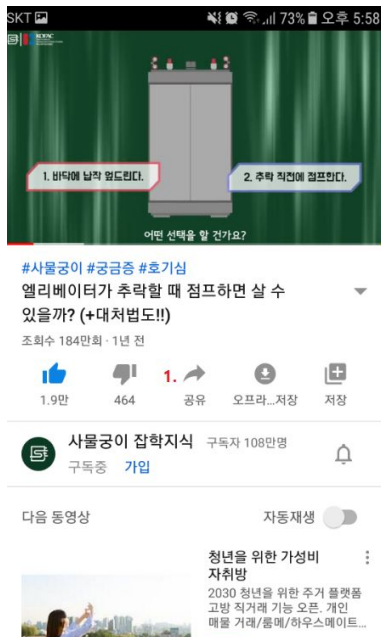 SKT 73% 오후 5:58
KOFAC
1. 바닥에 납작 엎드린다.
2. 추락 직전에 점프한다.
어떤 선택을 할 건가요?
#사물궁이 #궁금증 #호기심
엘리베이터가 추락할 때 점프하면 살 수
있을까? (+대처법도!!)
조회수 184만회 · 1년 전
1.
1.9만 464 공유 오프라...저장 저장
사물궁이 잡학지식 구독자 108만명
구독중 가입
다음 동영상 자동재생
청년을 위한 가성비
자취방
2030 청년을 위한 주거 플랫폼
고방 직거래 기능 오픈. 개인
매물 거래/룸메/하우스메이트...